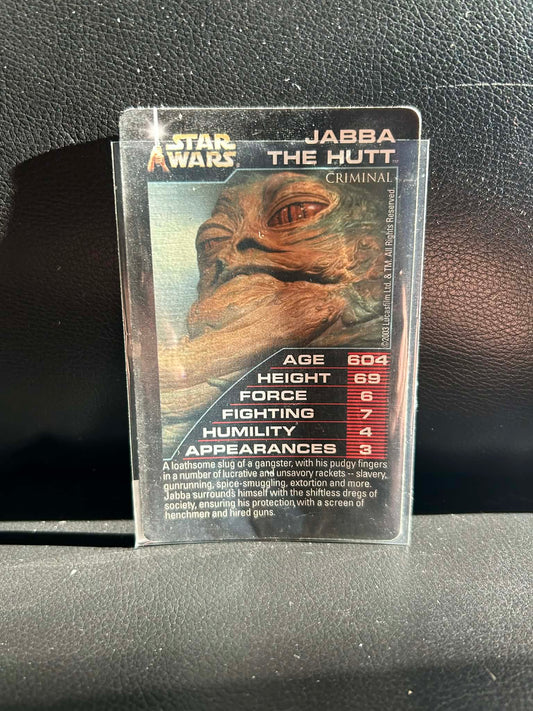 STAR
WARS
JABBA
THE HUTT™
CRIMINAL
©2003 Lucasfilm Ltd. & TM. All Rights Reserved.
AGE 604
HEIGHT 69
FORCE 6
FIGHTING 7
HUMILITY 4
APPEARANCES 3
A loathsome slug of a gangster, with his pudgy fingers
in a number of lucrative and unsavory rackets -- slavery,
gunrunning, spice-smuggling, extortion and more.
Jabba surrounds himself with the shiftless dregs of
society, ensuring his protection with a screen of
henchmen and hired guns.